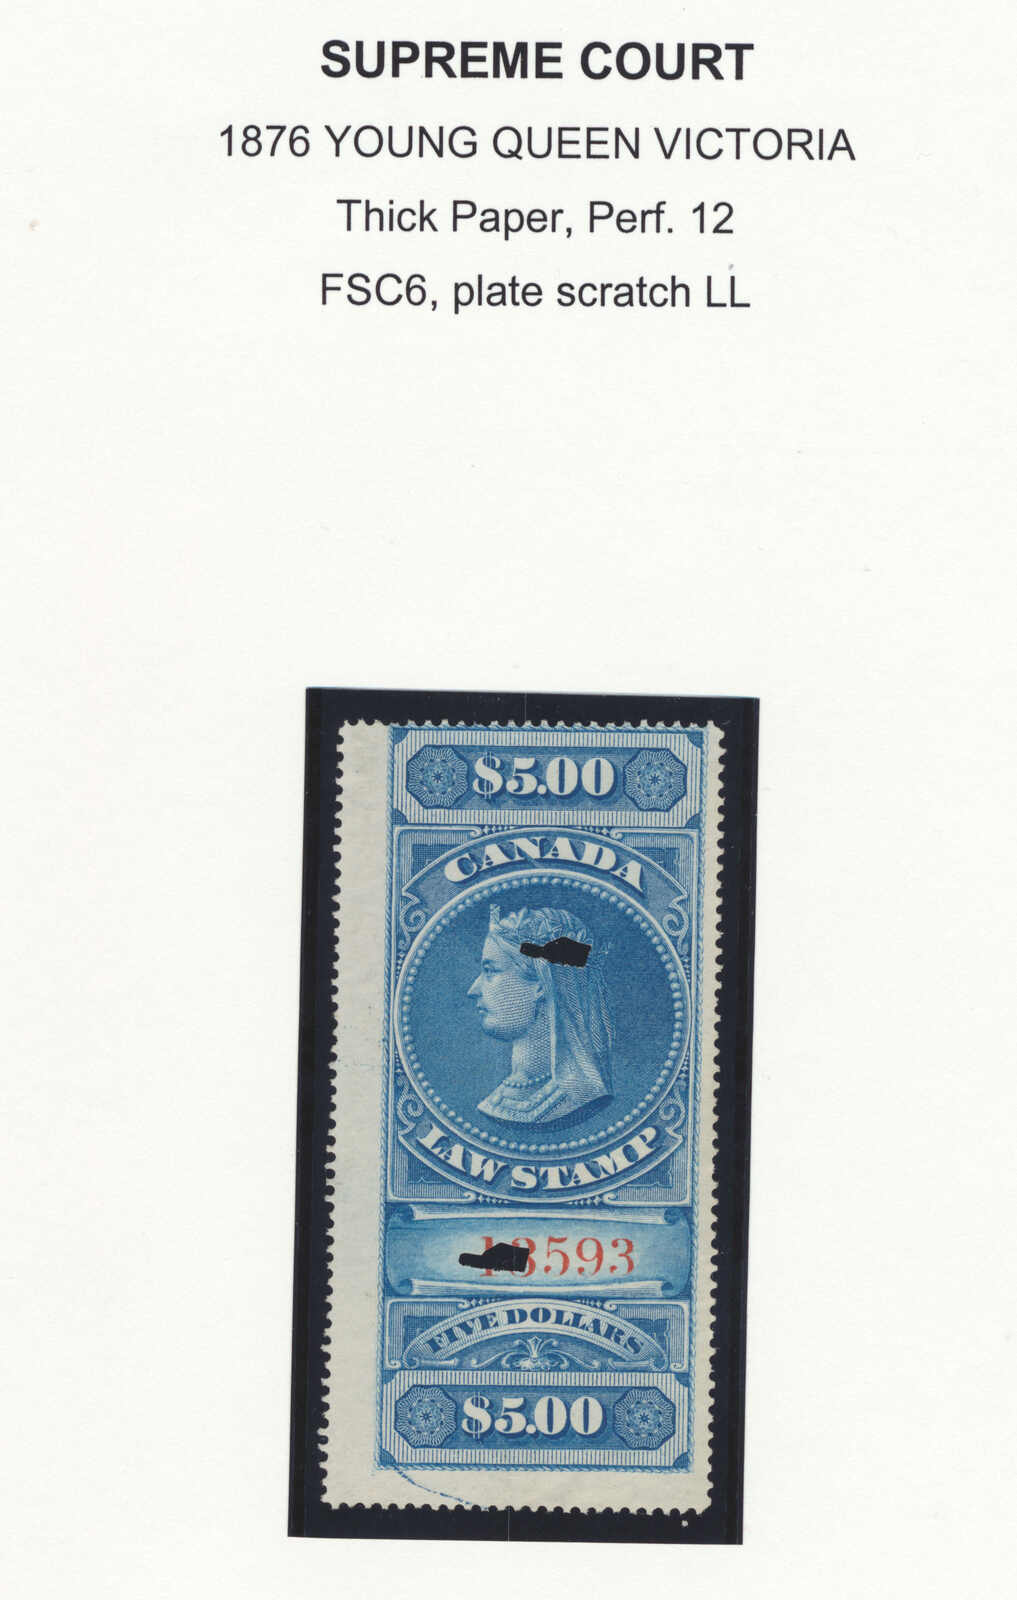 SUPREME COURT
1876 YOUNG QUEEN VICTORIA
Thick Paper, Perf. 12
FSC6, plate scratch LL
$5.00
CANADA
LAW STAMP
13593
FIVE DOLLARS
$5.00